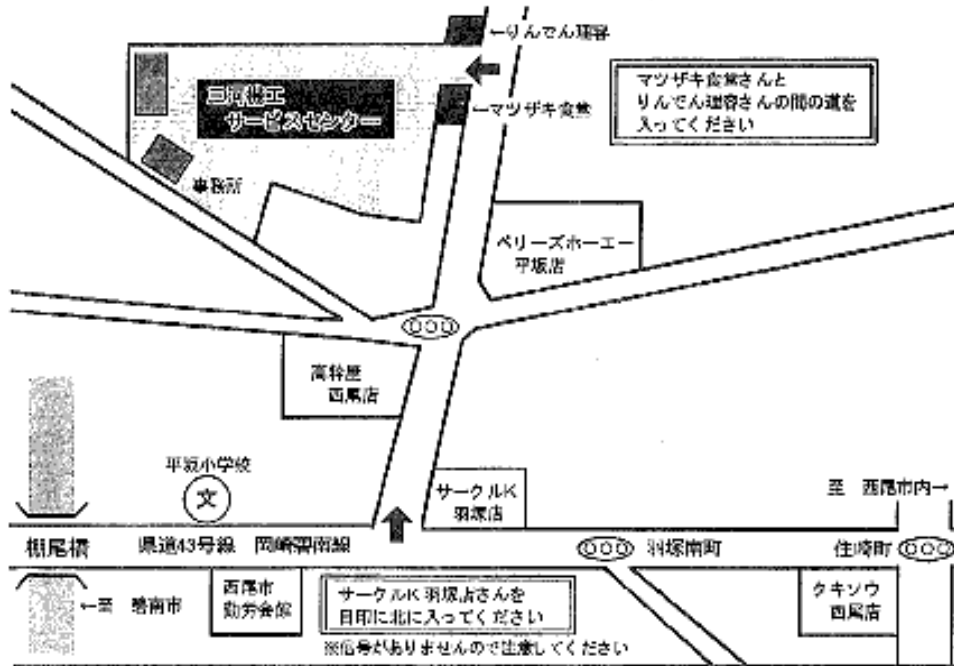 ←りんでん理容
三河機工
サービスセンター
←マツザキ食堂
マツザキ食堂さんと
りんでん理容さんの間の道を
入ってください
事務所
ベリーズホーエー
平坂店
西尾店
平坂小学校
文
サークルK
羽塚店
至 西尾市内→
棚尾橋
県道43号線 岡崎碧南線
羽塚南町
住崎町
←至 碧南市
西尾市
勤労会館
サークルK羽塚店さんを
目印に北に入ってください
クキソウ
西尾店
※信号がありませんので注意してください